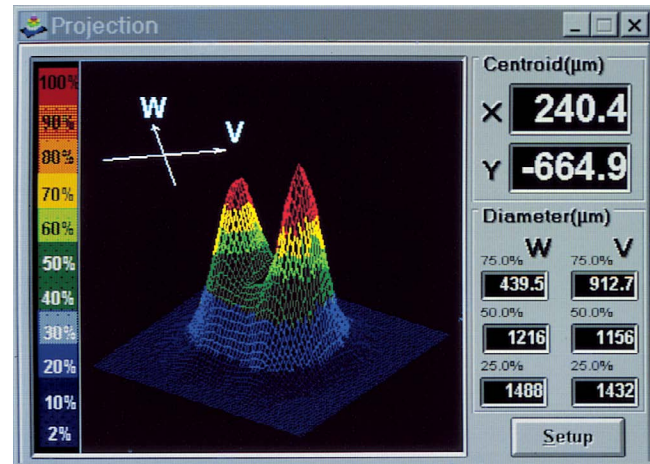 Projection
100%
90%
80%
70%
60%
50%
40%
30%
20%
10%
2%
W
V
Centroid(µm)
X 240.4
Y -664.9
Diameter(µm)
W V
75.0% 75.0%
439.5 912.7
50.0% 50.0%
1216 1156
25.0% 25.0%
1488 1432
Setup